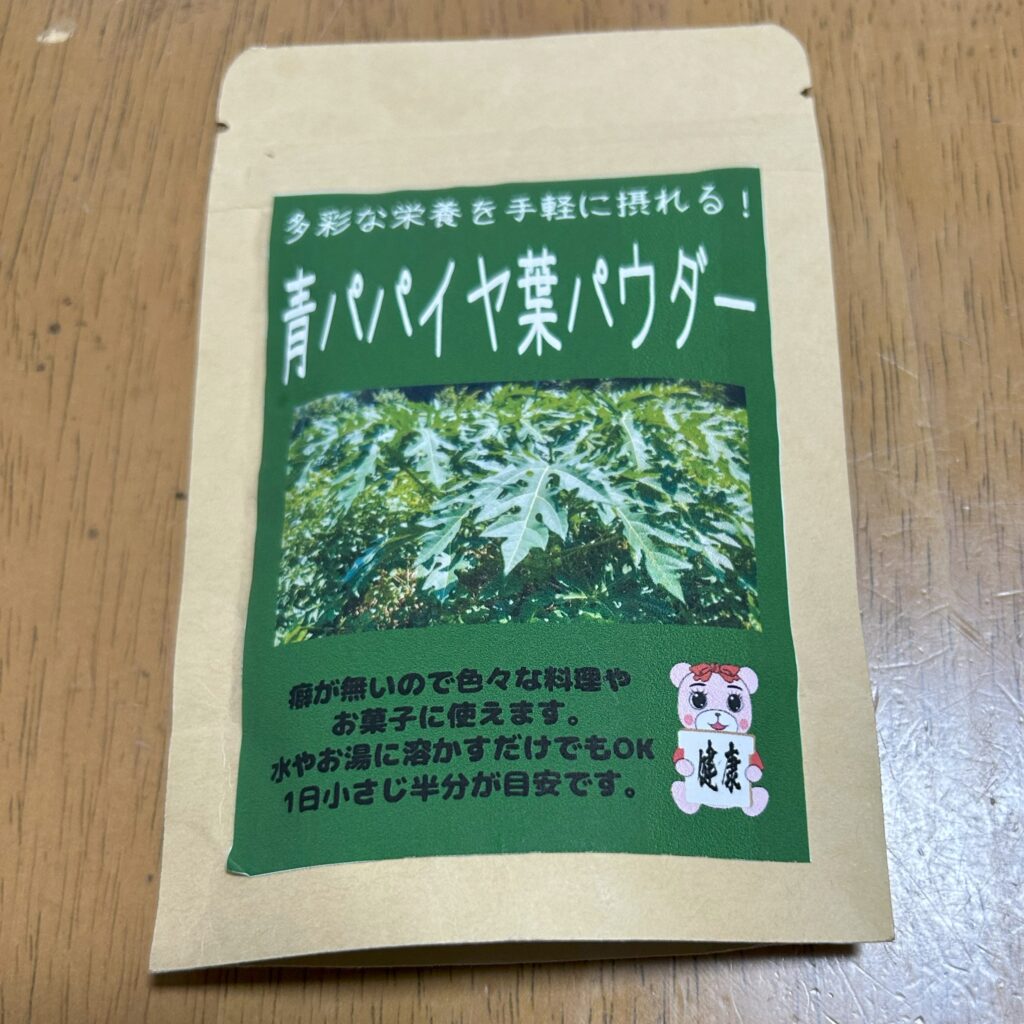 多彩な栄養を手軽に摂れる！
青パパイヤ葉パウダー
癖が無いので色々な料理や
お菓子に使えます。
水やお湯に溶かすだけでもOK
1日小さじ半分が目安です。
健康